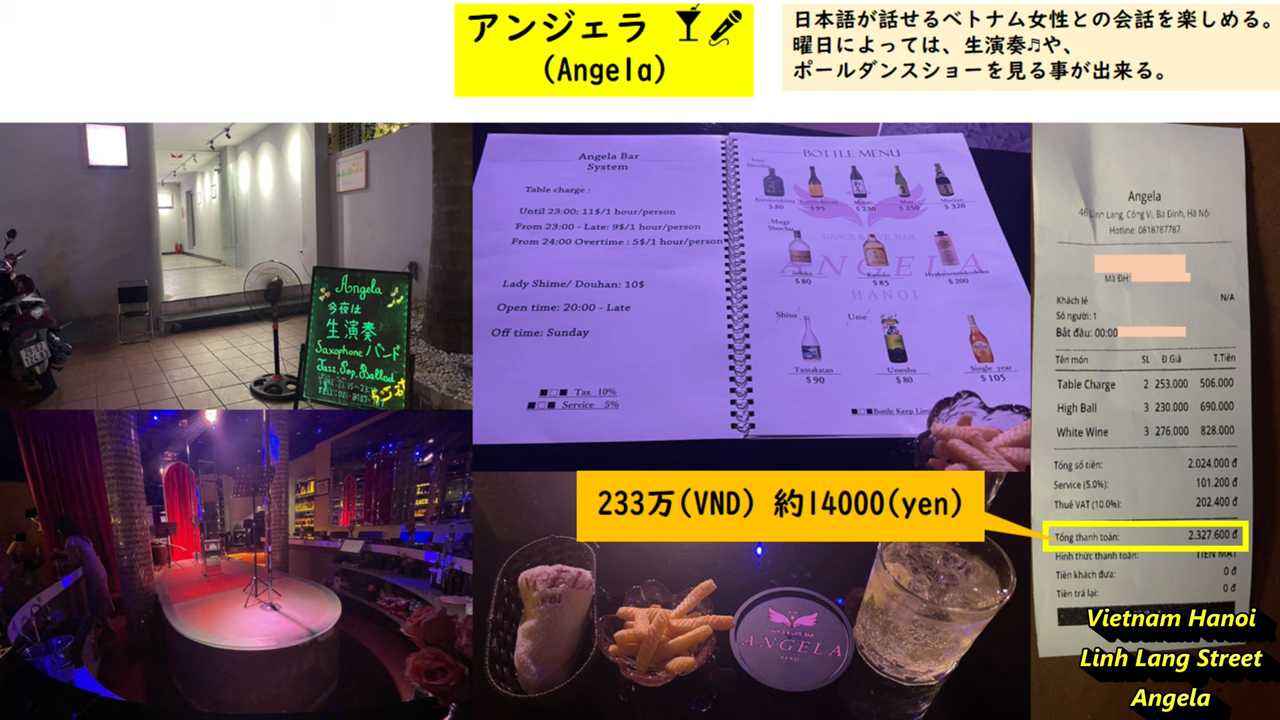 アンジェラ
(Angela)
日本語が話せるベトナム女性との会話を楽しめる。
曜日によっては、生演奏♬や、
ポールダンスショーを見る事が出来る。
Angela
今夜は
生演奏
Saxophone バンド
Jazz, Pop, Ballad
Angela Bar
System
Table charge :
Until 23:00: 11$/1 hour/person
From 23:00 - Late: 9$/1 hour/person
From 24:00 Overtime : 5$/1 hour/person
Lady Shime/ Douhan: 10$
Open time: 20:00 - Late
Off time: Sunday
■□■ Tax 10%
■□■ Service 5%
BOTTLE MENU
$ 80
$ 95
$ 250
$ 250
$ 320
Mugi
Shochu
$ 80
$ 85
$ 200
DANCE & LIVE BAR
ANGELA
HANOI
Shiso
Ume
Tantakatan
Umeshu
Single year
$ 90
$ 80
$ 105
Angela
46 Linh Lang, Cống Vị, Ba Đình, Hà Nội
Hotline: 0818787787
Mã ĐH:
Khách lẻ N/A
Số người: 1
Bắt đầu: 00:00
Tên món SL Đ.Giá T.Tiền
Table Charge 2 253.000 506.000
High Ball 3 230.000 690.000
White Wine 3 276.000 828.000
Tổng số tiền: 2.024.000 đ
Service (5.0%): 101.200 đ
Thuế VAT (10.0%): 202.400 đ
Tổng thanh toán: 2.327.600 đ
Hình thức thanh toán: TIỀN MẶT
Tiền khách đưa: 0 đ
Tiền trả lại: 0 đ
233万(VND) 約14000(yen)
ANGELA
HANOI
Vietnam Hanoi
Linh Lang Street
Angela